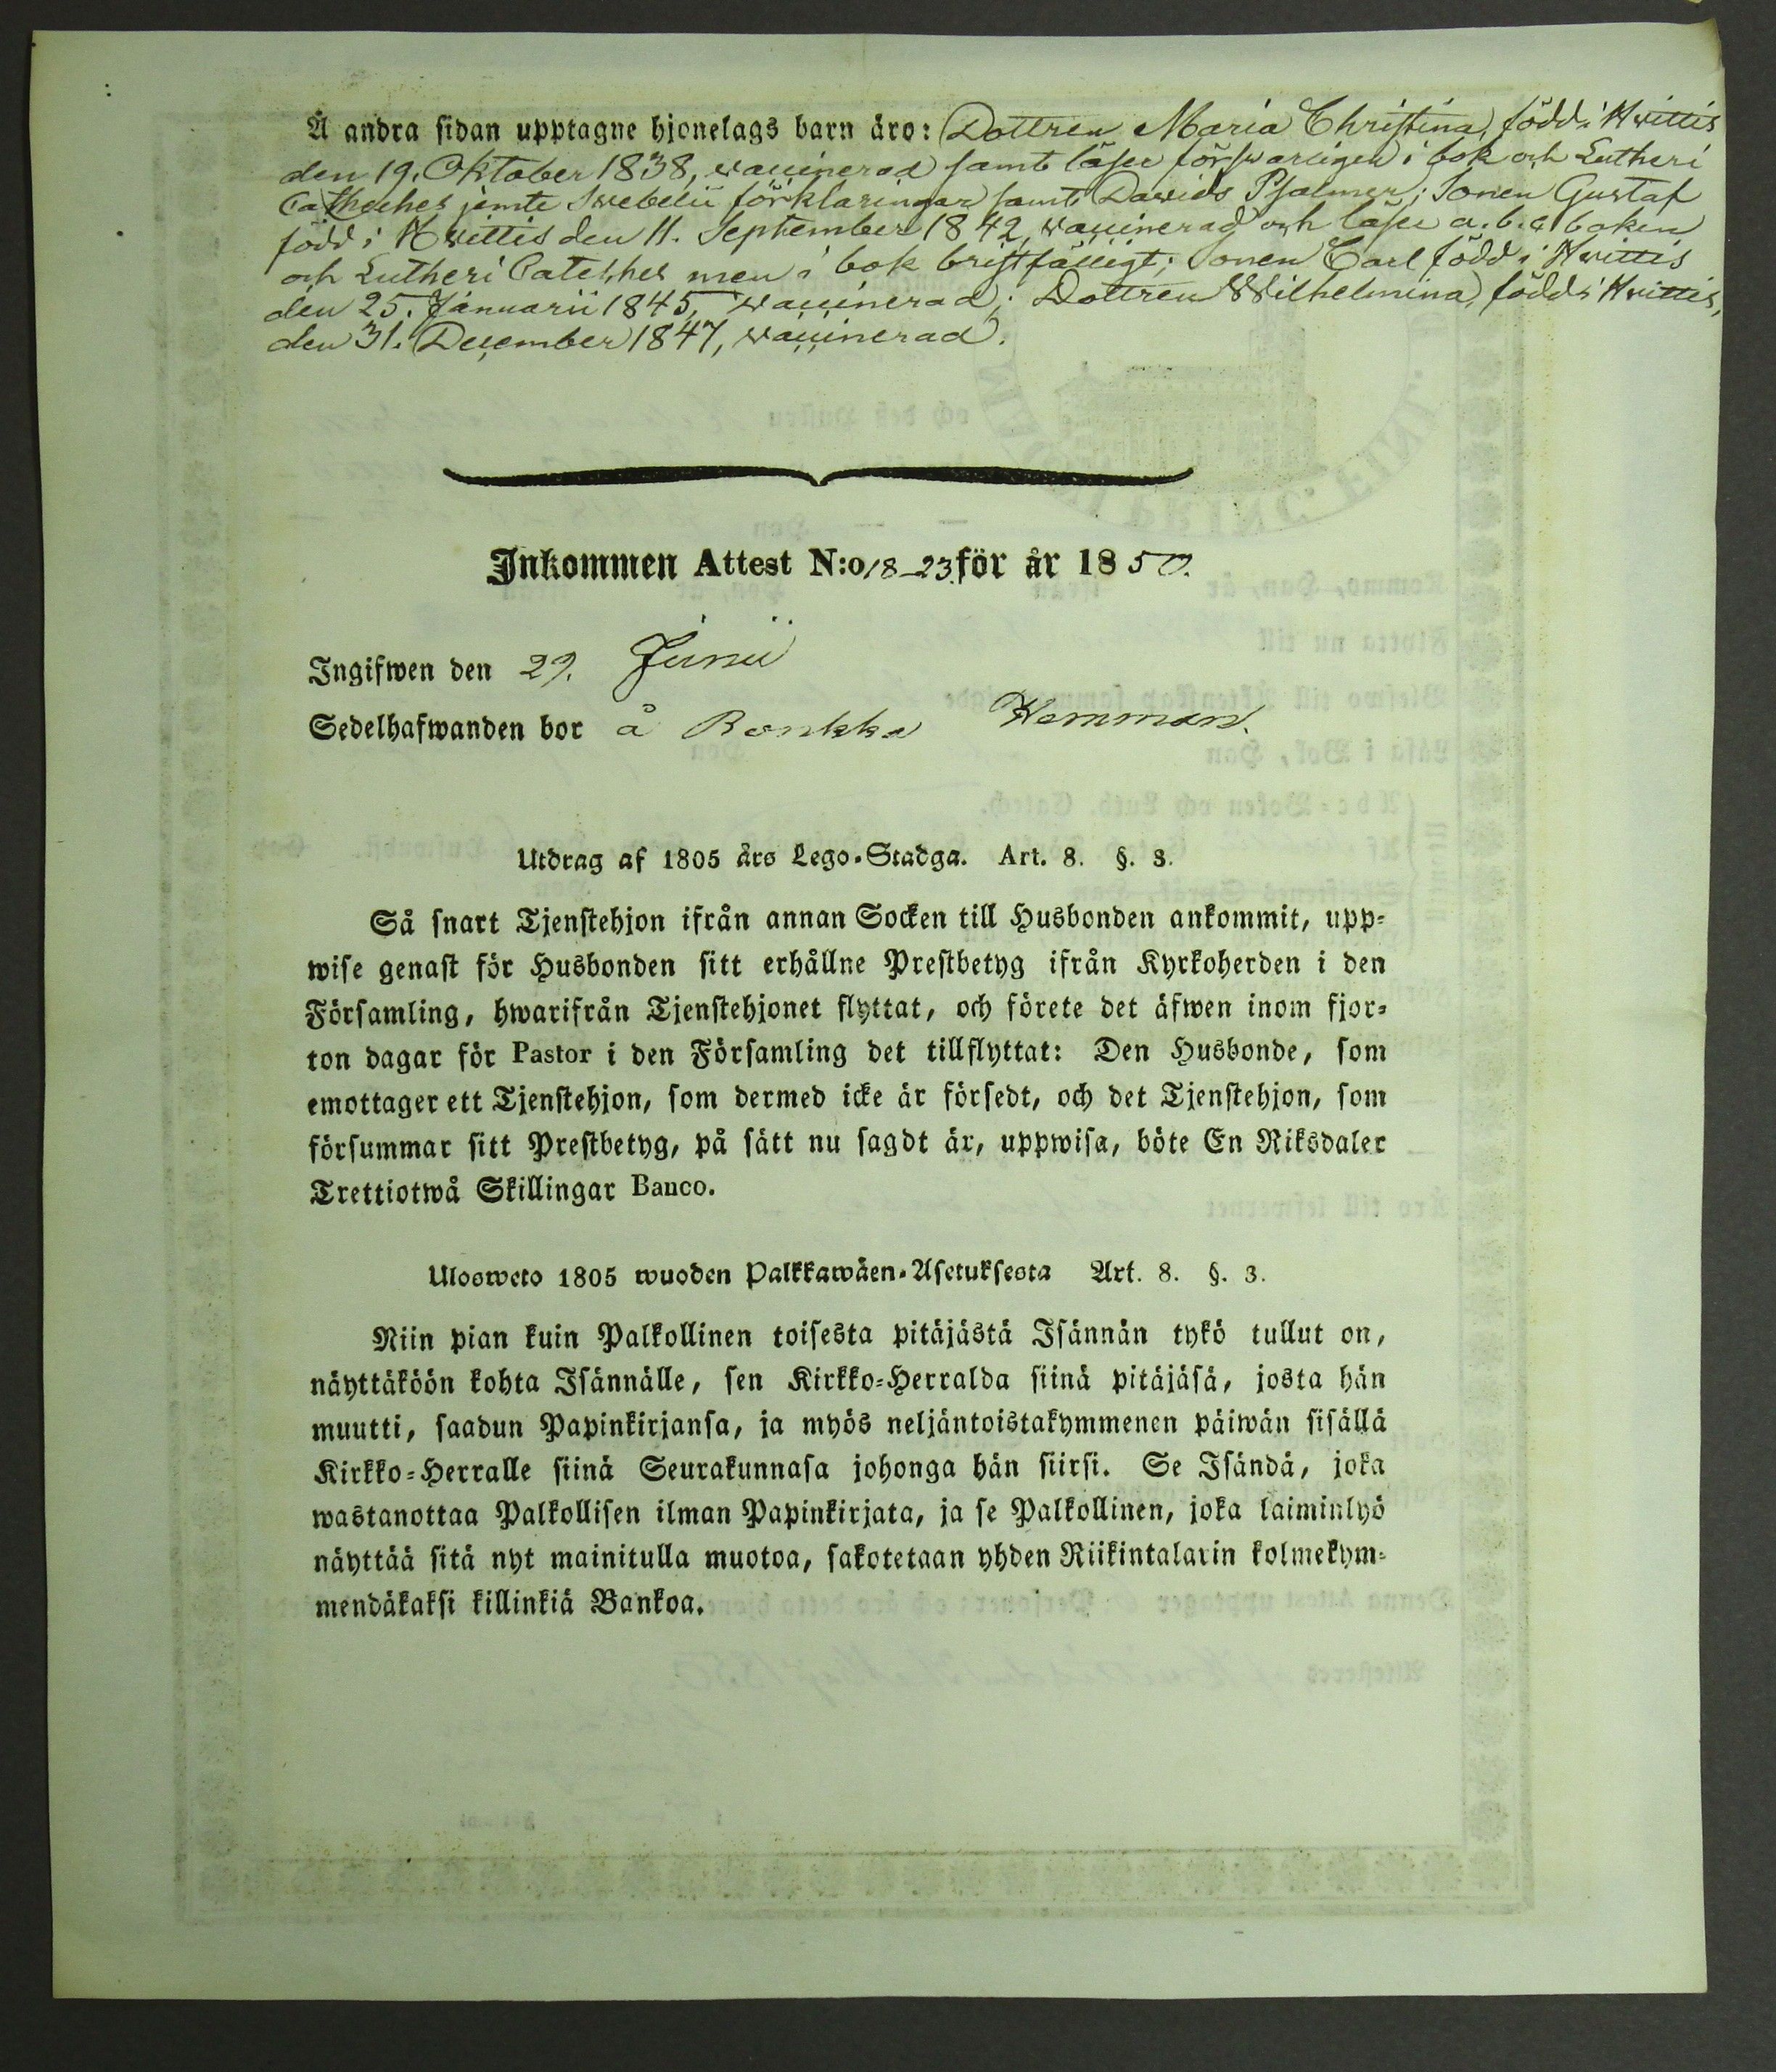 Å andra sidan upptagne hjonelags barn äro: Dottren Maria Christina, född i Hvittis
den 19. Oktober 1838, vaccinerad samt läser försvarligen i bok och Lutheri
Catheches jemte Svebelii förklaringar samt Davids Psalmer; Sonen Gustaf
född i Hvittis den 11. September 1842, vaccinerad och läser a.b.c boken
och Lutheri Cateches men i bok bristfälligt; Sonen Carl född i Hvittis
den 25. Januarii 1845, vaccinerad; Dottren Wilhelmina, född i Hvittis,
den 31. December 1847, vaccinerad.
Inkommen Attest N:o 18-23. för år 1850.
Ingifwen den 29. Junii
Sedelhafwanden bor å Ronkka Hemman.
Utdrag af 1805 års Lego-Stadga. Art. 8. §. 3.
Så snart Tjenstehjon ifrån annan Socken till Husbonden ankommit, upp-
wise genast för Husbonden sitt erhållne Prestbetyg ifrån Kyrkoherden i den
Församling, hwarifrån Tjenstehjonet flyttat, och förete det äfwen inom fjor-
ton dagar för Pastor i den Församling det tillflyttat: Den Husbonde, som
emottager ett Tjenstehjon, som dermed icke är försedt, och det Tjenstehjon, som
försummar sitt Prestbetyg, på sätt nu sagdt är, uppwisa, böte En Riksdaler
Trettiotwå Skillingar Banco.
Ulosweto 1805 wuoden Palkkawäen-Asetuksesta Art. 8. §. 3.
Niin pian kuin Palkollinen toisesta pitäjästä Isännän tykö tullut on,
näyttäköön kohta Isännälle, sen Kirkko-Herralda siinä pitäjäsä, josta hän
muutti, saadun Papinkirjansa, ja myös neljäntoistakymmenen päiwän sisällä
Kirkko-Herralle siinä Seurakunnasa johonga hän siirsi. Se Isändä, joka
wastanottaa Palkollisen ilman Papinkirjata, ja se Palkollinen, joka laiminlyö
näyttää sitä nyt mainitulla muotoa, sakotetaan yhden Riikintalarin kolmekym-
mendäkaksi killinkiä Bankoa.